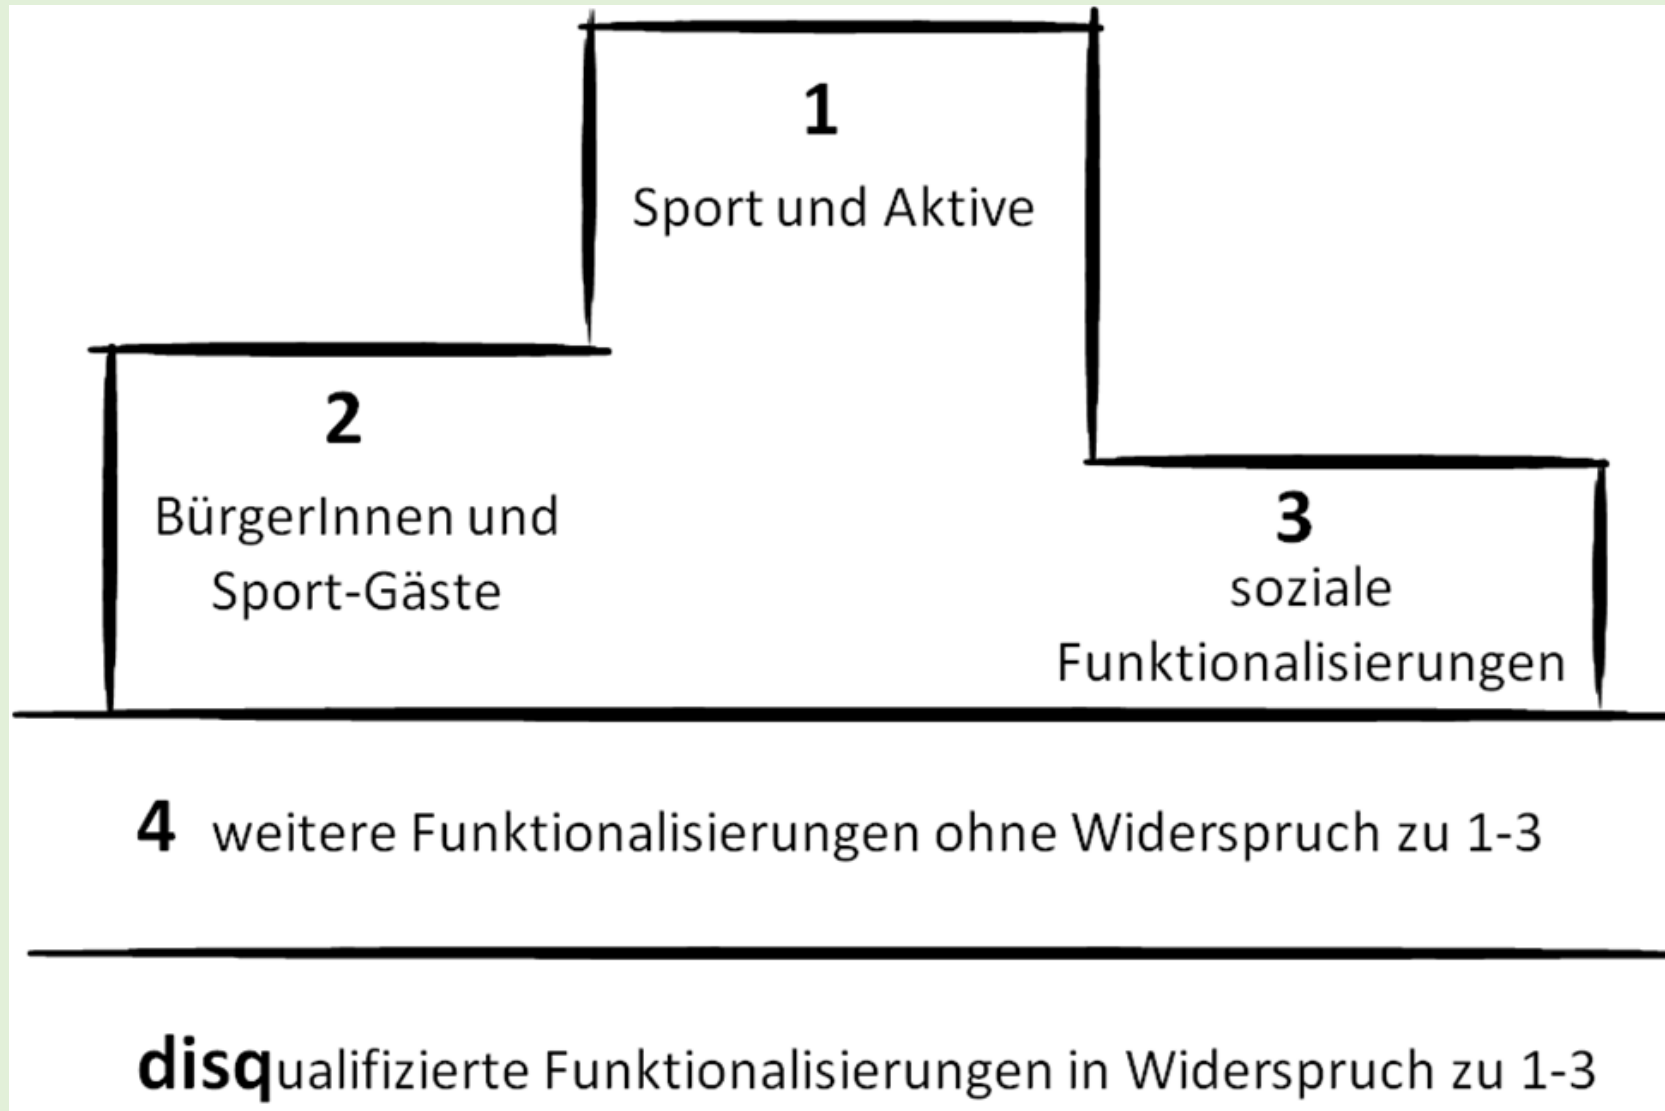 1
Sport und Aktive
2
BürgerInnen und
Sport-Gäste
3
soziale
Funktionalisierungen
4 weitere Funktionalisierungen ohne Widerspruch zu 1-3
disqualifizierte Funktionalisierungen in Widerspruch zu 1-3